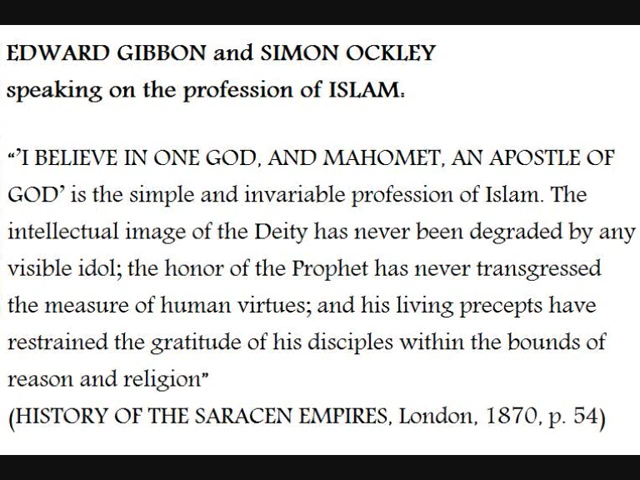 EDWARD GIBBON and SIMON OCKLEY
speaking on the profession of ISLAM:
“’I BELIEVE IN ONE GOD, AND MAHOMET, AN APOSTLE OF
GOD’ is the simple and invariable profession of Islam. The
intellectual image of the Deity has never been degraded by any
visible idol; the honor of the Prophet has never transgressed
the measure of human virtues; and his living precepts have
restrained the gratitude of his disciples within the bounds of
reason and religion”
(HISTORY OF THE SARACEN EMPIRES, London, 1870, p. 54)